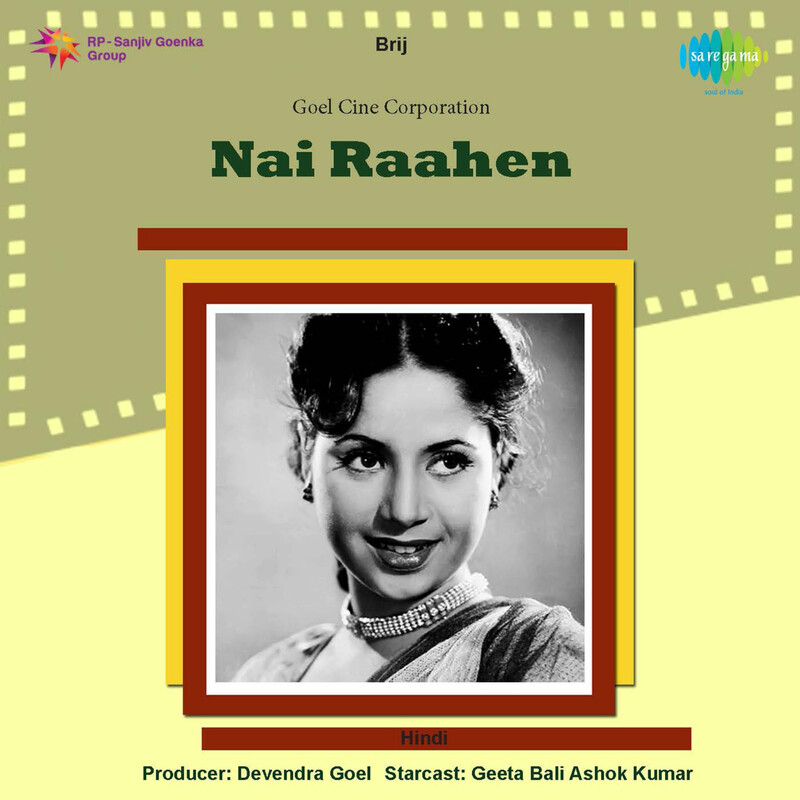 RP-Sanjiv Goenka
Group
Brij
sa re ga ma
soul of India
Goel Cine Corporation
Nai Raahen
Hindi
Producer: Devendra Goel Starcast: Geeta Bali Ashok Kumar